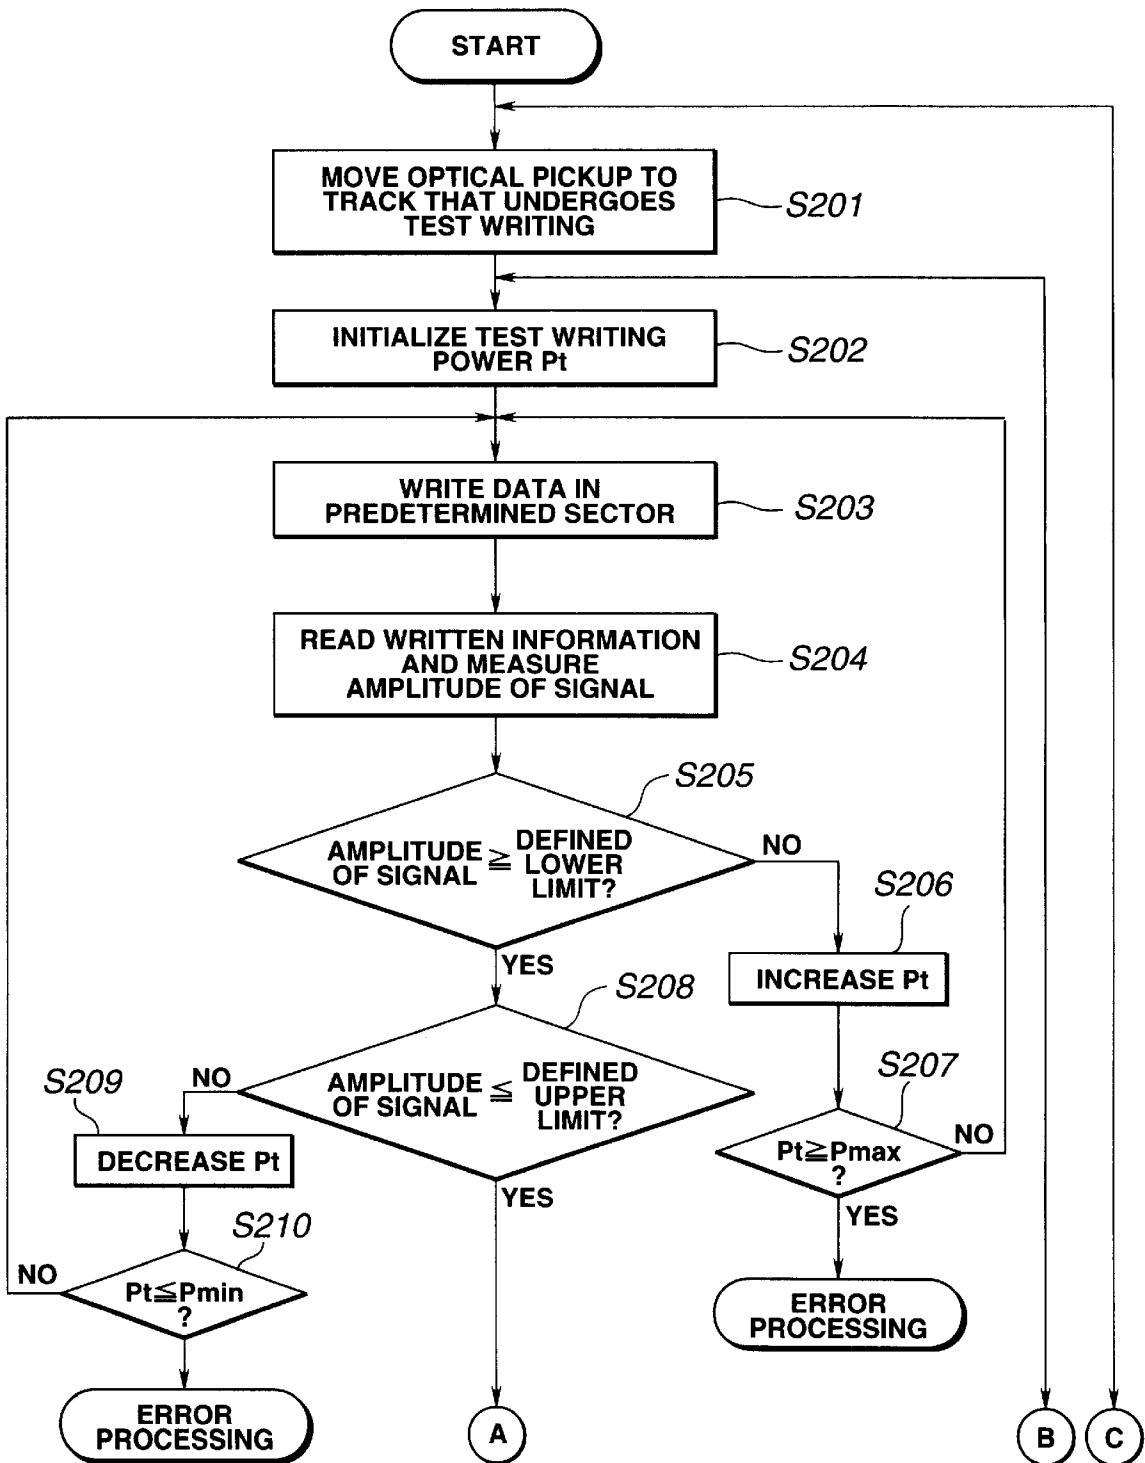 START
MOVE OPTICAL PICKUP TO
TRACK THAT UNDERGOES
TEST WRITING
S201
INITIALIZE TEST WRITING
POWER Pt
S202
WRITE DATA IN
PREDETERMINED SECTOR
S203
READ WRITTEN INFORMATION
AND MEASURE
AMPLITUDE OF SIGNAL
S204
S205
AMPLITUDE
OF SIGNAL
≧
DEFINED
LOWER
LIMIT?
NO
YES
S206
INCREASE Pt
S207
Pt≧Pmax
?
NO
YES
ERROR
PROCESSING
S208
AMPLITUDE
OF SIGNAL
≦
DEFINED
UPPER
LIMIT?
NO
YES
S209
DECREASE Pt
S210
Pt≦Pmin
?
NO
ERROR
PROCESSING
A
B
C